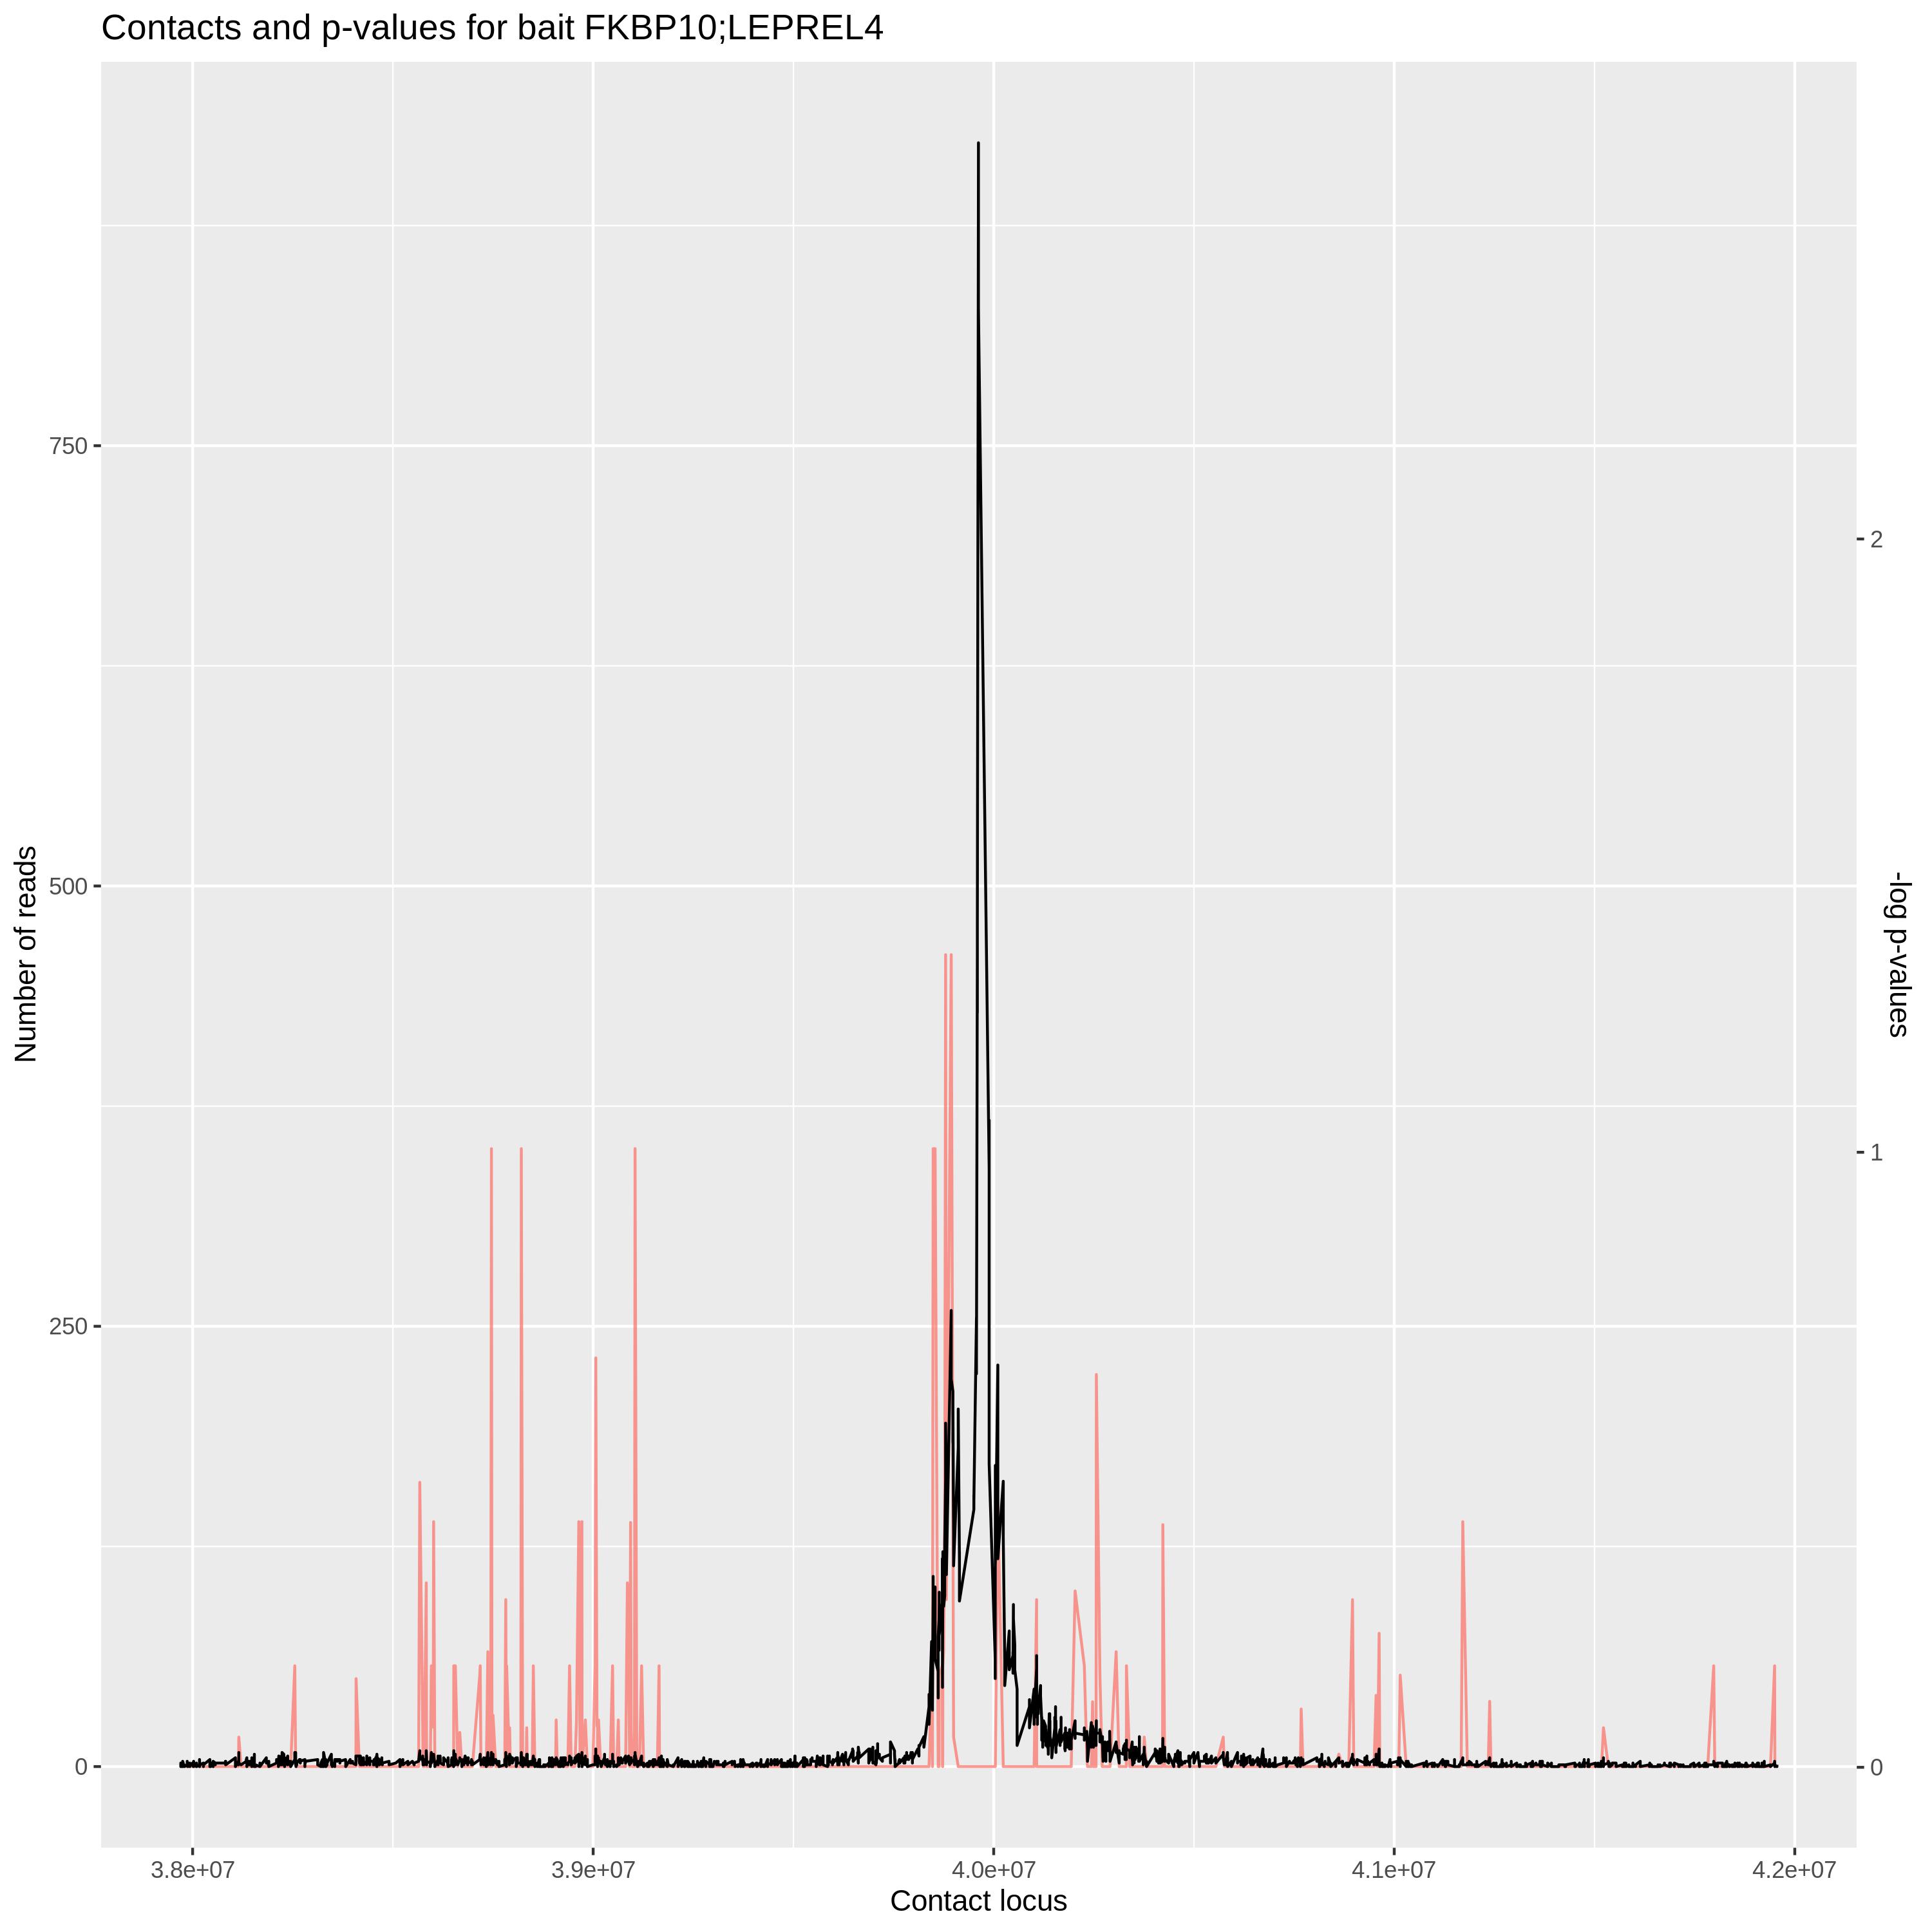 Contacts and p-values for bait FKBP10;LEPREL4
750
500
250
0
Number of reads
2
1
0
-log p-values
3.8e+07 3.9e+07 4.0e+07 4.1e+07 4.2e+07
Contact locus